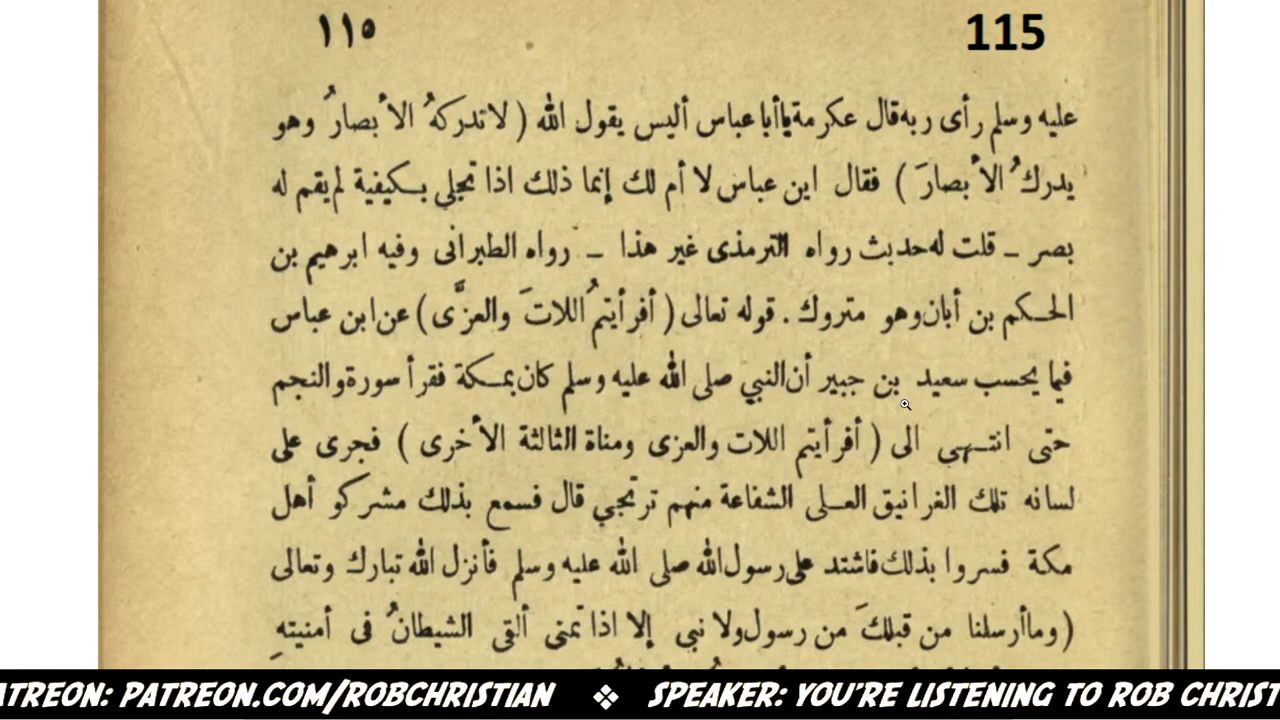 ١١٥
115
عليه وسلم رأى ربه قال عكرمة يا أبا عباس أليس يقول الله ( لا تدركهُ الأبصارُ وهو
يدركُ الأبصارَ ) فقال ابن عباس لا أم لك إنما ذلك اذا تجلى بكيفية لم يقم له
بصر ـ قلت له حديث رواه الترمذى غير هذا ـ رواه الطبرانى وفيه ابرهيم بن
الحكم بن أبان وهو متروك . قوله تعالى ( أفرأيتمُ اللاتَ والعزَّى ) عن ابن عباس
فيما يحسب سعيد بن جبير أن النبي صلى الله عليه وسلم كان بمكة فقرأ سورة والنجم
حتى انتهى الى ( أفرأيتم اللات والعزى ومناة الثالثة الأخرى ) فجرى على
لسانه تلك الغرانيق العلى الشفاعة منهم ترتجي قال فسمع بذلك مشركو أهل
مكة فسروا بذلك فاشتد على رسول الله صلى الله عليه وسلم فأنزل الله تبارك وتعالى
( وما أرسلنا من قبلكَ من رسول ولا نبي إلا اذا تمنى ألقى الشيطانُ فى أمنيتهِ
ATREON: PATREON.COM/ROBCHRISTIAN ❖ SPEAKER: YOU'RE LISTENING TO ROB CHRIST